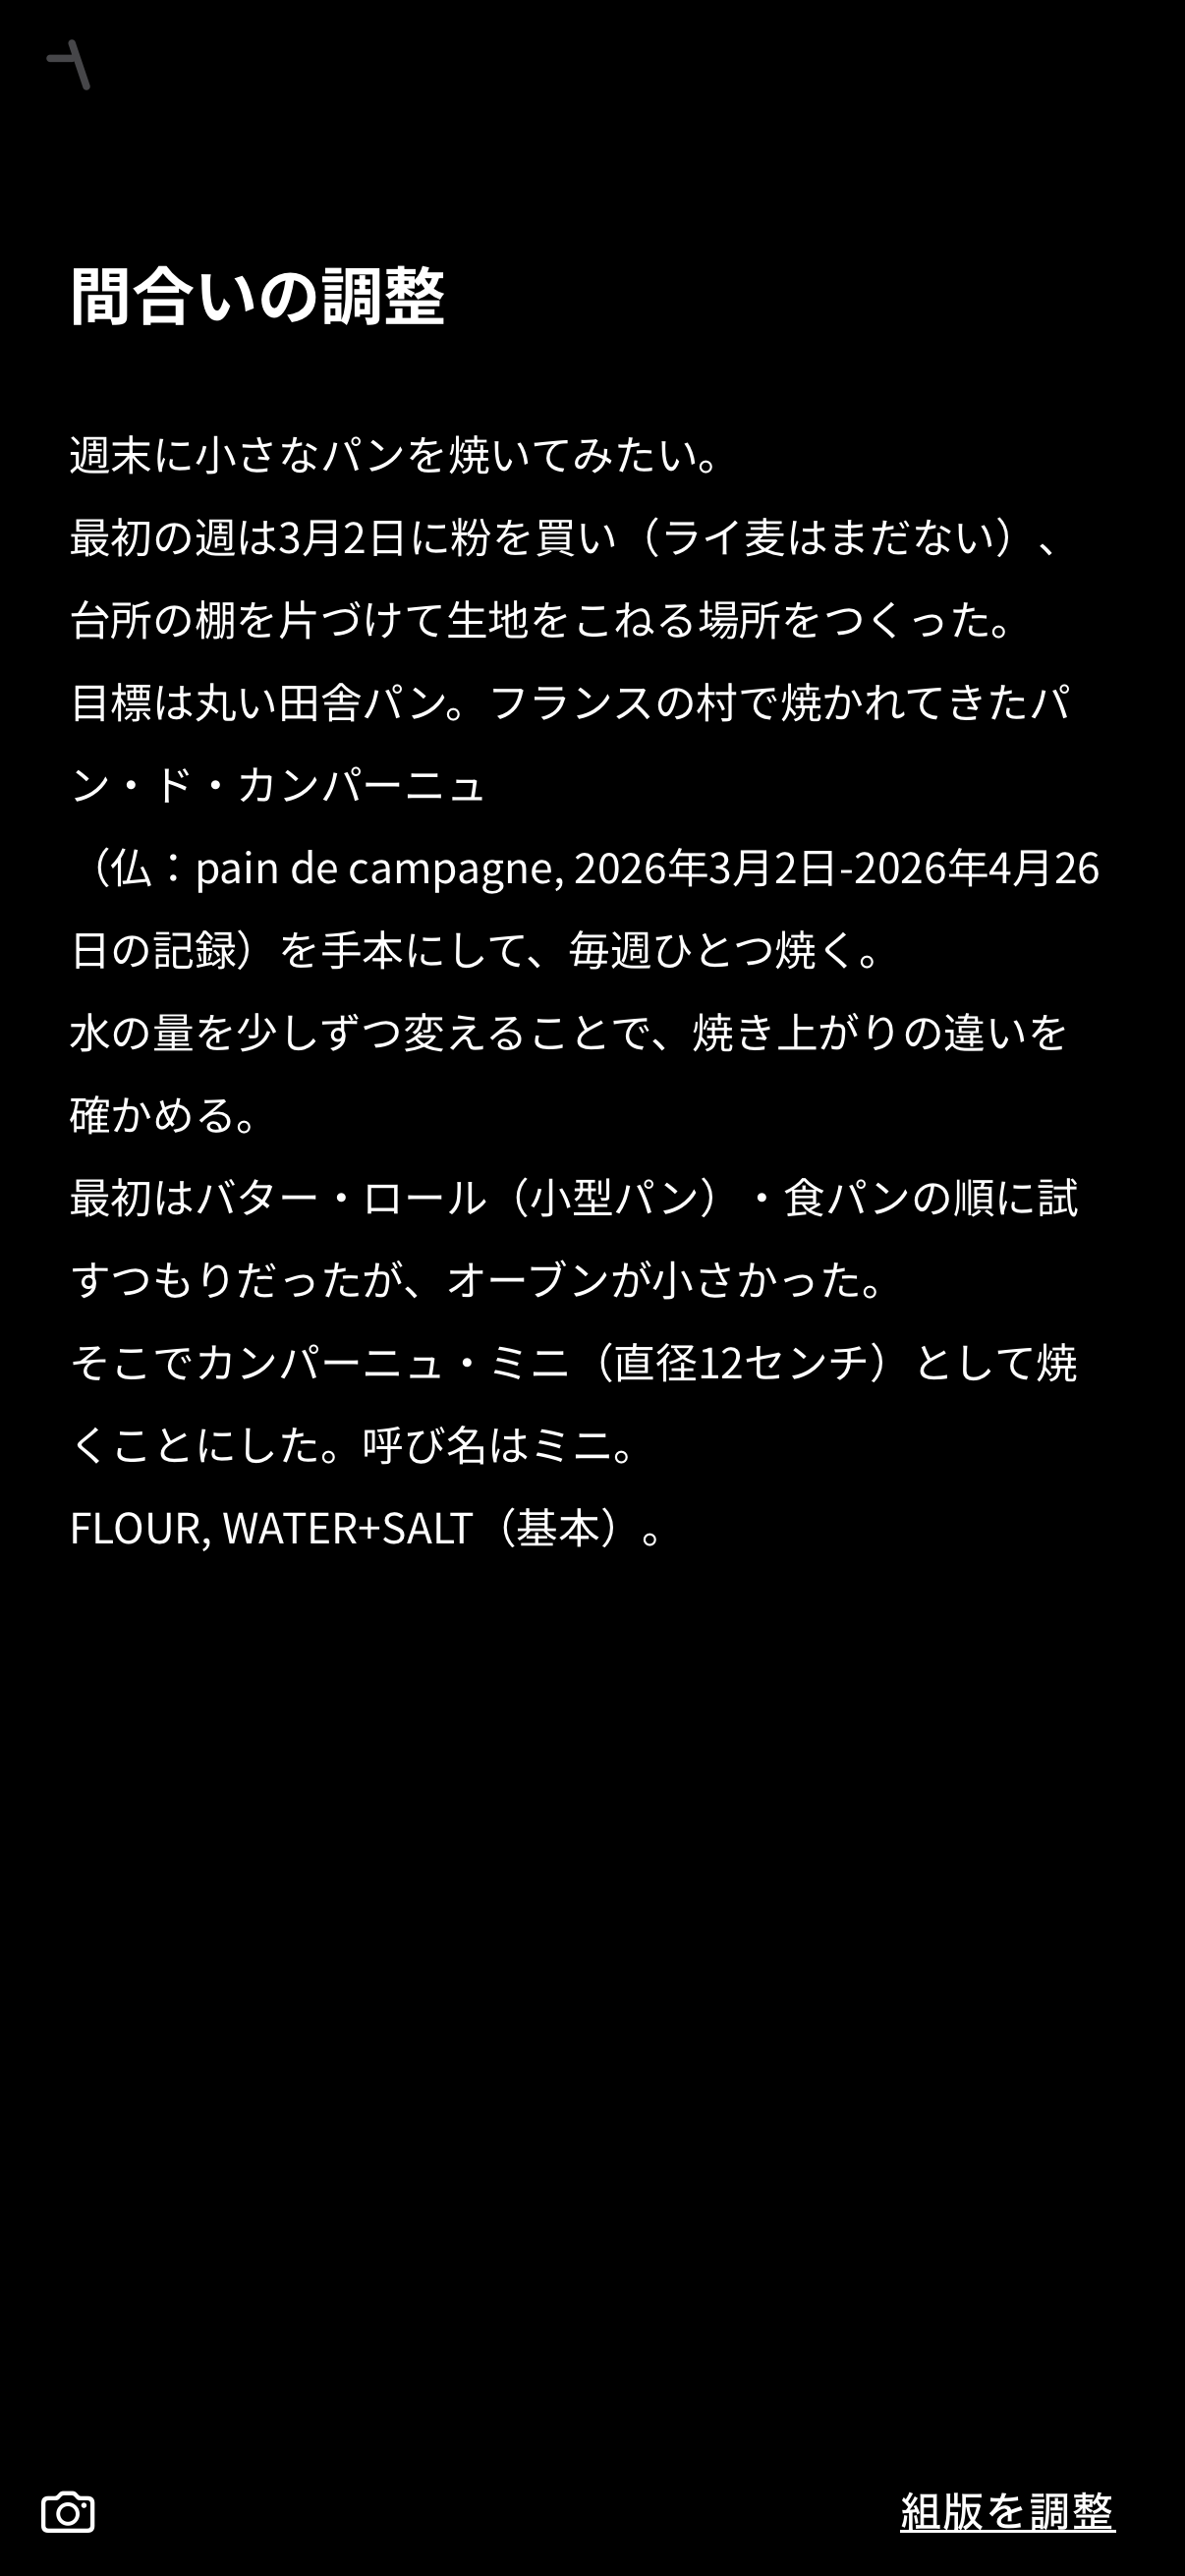 間合いの調整
週末に小さなパンを焼いてみたい。
最初の週は3月2日に粉を買い（ライ麦はまだない）、
台所の棚を片づけて生地をこねる場所をつくった。
目標は丸い田舎パン。フランスの村で焼かれてきたパ
ン・ド・カンパーニュ
（仏：pain de campagne, 2026年3月2日-2026年4月26
日の記録）を手本にして、毎週ひとつ焼く。
水の量を少しずつ変えることで、焼き上がりの違いを
確かめる。
最初はバター・ロール（小型パン）・食パンの順に試
すつもりだったが、オーブンが小さかった。
そこでカンパーニュ・ミニ（直径12センチ）として焼
くことにした。呼び名はミニ。
FLOUR, WATER+SALT（基本）。
組版を調整